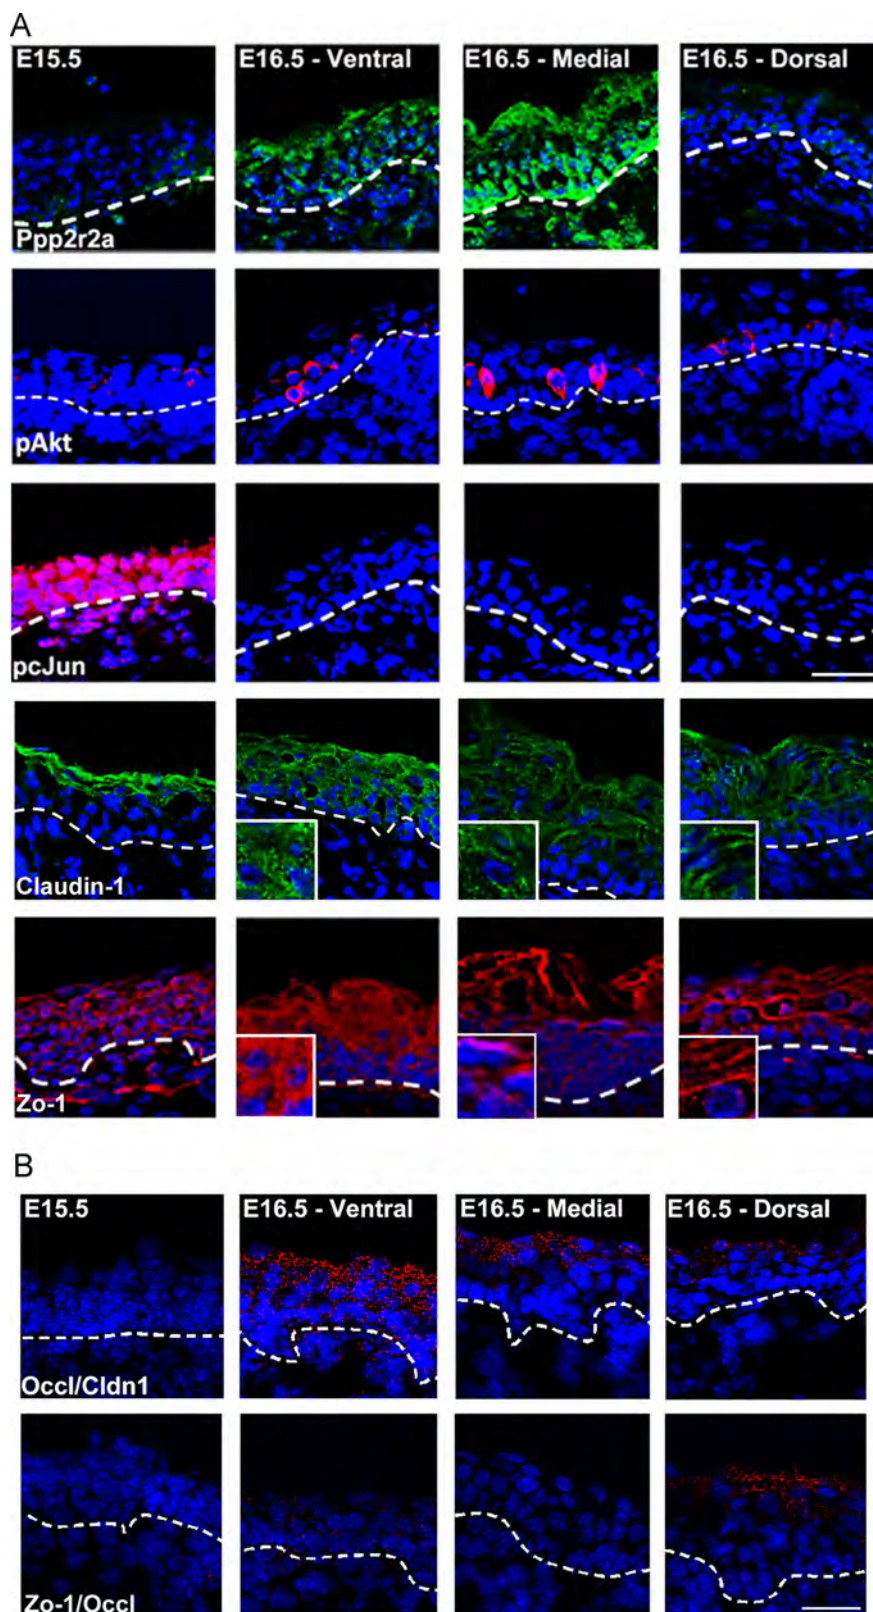 A
E15.5 E16.5 - Ventral E16.5 - Medial E16.5 - Dorsal
Ppp2r2a
pAkt
pcJun
Claudin-1
Zo-1
B
E15.5 E16.5 - Ventral E16.5 - Medial E16.5 - Dorsal
Occl/Cldn1
Zo-1/Occl